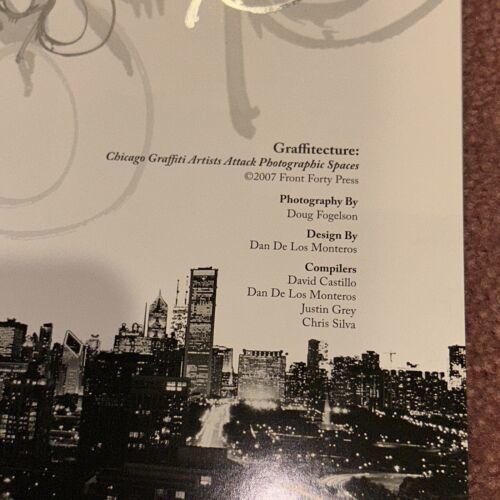 Graffitecture:
Chicago Graffiti Artists Attack Photographic Spaces
©2007 Front Forty Press
Photography By
Doug Fogelson
Design By
Dan De Los Monteros
Compilers
David Castillo
Dan De Los Monteros
Justin Grey
Chris Silva